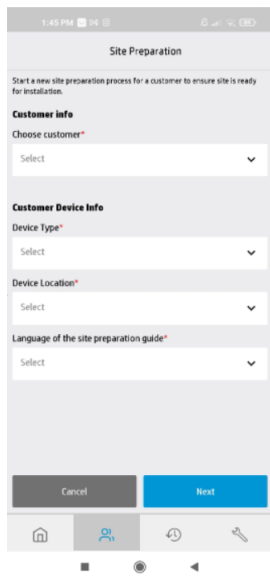 1:45 PM
Site Preparation
Start a new site preparation process for a customer to ensure site is ready
for installation.
Customer info
Choose customer*
Select
Customer Device Info
Device Type*
Select
Device Location*
Select
Language of the site preparation guide*
Select
Cancel
Next